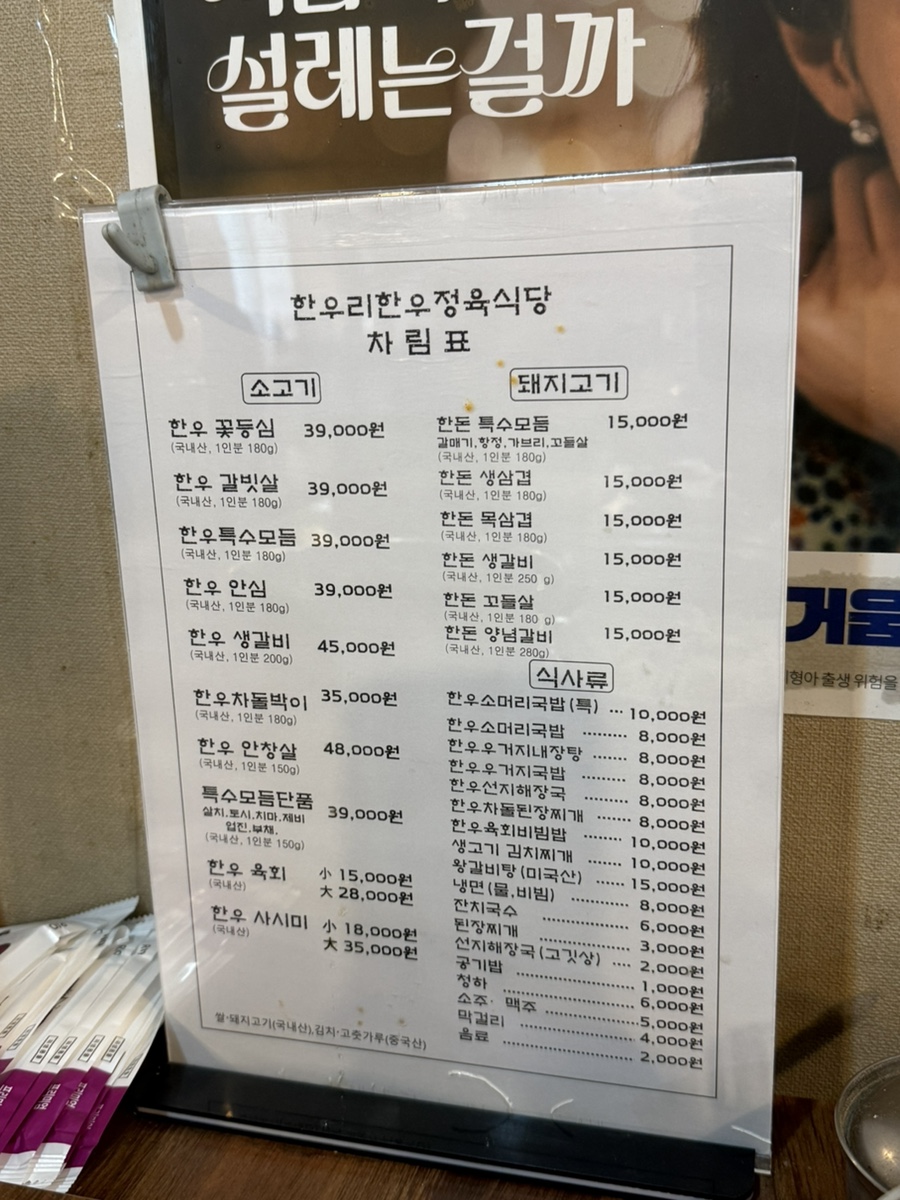 설레는걸까
한우리한우정육식당
차림표
소고기
한우 꽃등심 39,000원
(국내산, 1인분 180g)
한우 갈빗살 39,000원
(국내산, 1인분 180g)
한우특수모듬 39,000원
(국내산, 1인분 180g)
한우 안심 39,000원
(국내산, 1인분 180g)
한우 생갈비 45,000원
(국내산, 1인분 200g)
한우차돌박이 35,000원
(국내산, 1인분 180g)
한우 안창살 48,000원
(국내산, 1인분 150g)
특수모듬단품 39,000원
살치.토시.치마.제비
업진.부채.
(국내산, 1인분 150g)
한우 육회 小 15,000원
(국내산) 大 28,000원
한우 사시미 小 18,000원
(국내산) 大 35,000원
돼지고기
한돈 특수모듬 15,000원
갈매기,항정,가브리,꼬들살
(국내산, 1인분 180g)
한돈 생삼겹 15,000원
(국내산, 1인분 180g)
한돈 목삼겹 15,000원
(국내산, 1인분 180g)
한돈 생갈비 15,000원
(국내산, 1인분 250 g)
한돈 꼬들살 15,000원
(국내산, 1인분 180 g)
한돈 양념갈비 15,000원
(국내산, 1인분 280g)
식사류
한우소머리국밥(특) ... 10,000원
한우소머리국밥 ........ 8,000원
한우우거지내장탕 ...... 8,000원
한우우거지국밥 ........ 8,000원
한우선지해장국 ........ 8,000원
한우차돌된장찌개 ...... 8,000원
한우육회비빔밥 ........ 10,000원
생고기 김치찌개 ....... 10,000원
왕갈비탕(미국산) ...... 15,000원
냉면(물,비빔) ......... 8,000원
잔치국수 .............. 6,000원
된장찌개 .............. 3,000원
선지해장국(고깃상) .... 2,000원
공기밥 ................ 1,000원
청하 .................. 6,000원
소주· 맥주 ............ 5,000원
막걸리 ................ 4,000원
음료 .................. 2,000원
쌀·돼지고기(국내산),김치·고춧가루(중국산)
거움
출생 위험을